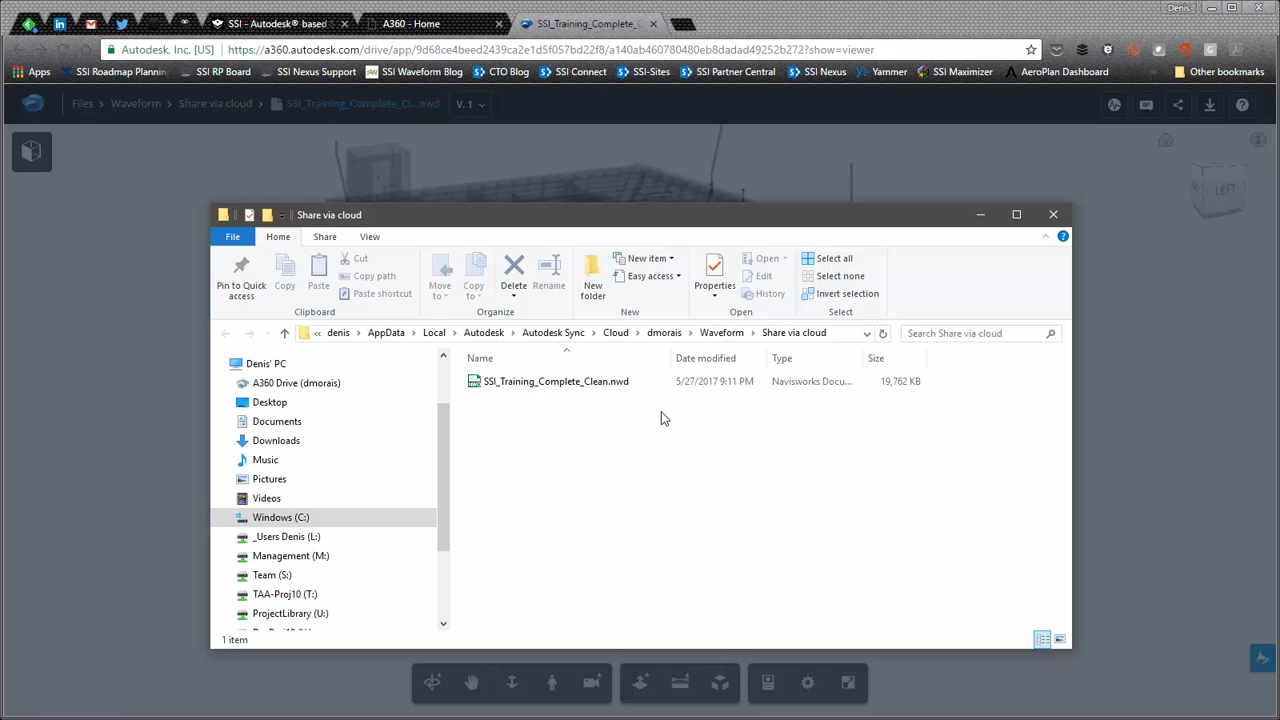 Denis
SSI - Autodesk® based
A360 - Home
SSI_Training_Complete_C
Autodesk, Inc. [US]
https://a360.autodesk.com/drive/app/9d68ce4beed2439ca2e1d5f057bd22f8/a140ab460780480eb8dadad49252b272?show=viewer
Apps
SSI Roadmap Planning
SSI RP Board
SSI Nexus Support
SSI Waveform Blog
CTO Blog
SSI Connect
SSI-Sites
SSI Partner Central
SSI Nexus
Yammer
SSI Maximizer
AeroPlan Dashboard
Other bookmarks
Files > Waveform > Share via cloud > SSI_Training_Complete_Cl...nwd
V. 1
LEFT
Share via cloud
File
Home
Share
View
Pin to Quick access
Copy
Paste
Cut
Copy path
Paste shortcut
Clipboard
Move to
Copy to
Delete
Rename
Organize
New folder
New item
Easy access
New
Properties
Open
Edit
History
Open
Select all
Select none
Invert selection
Select
« denis > AppData > Local > Autodesk > Autodesk Sync > Cloud > dmorais > Waveform > Share via cloud
Search Share via cloud
Denis' PC
A360 Drive (dmorais)
Desktop
Documents
Downloads
Music
Pictures
Videos
Windows (C:)
_Users Denis (L:)
Management (M:)
Team (S:)
TAA-Proj10 (T:)
ProjectLibrary (U:)
Name
Date modified
Type
Size
SSI_Training_Complete_Clean.nwd
5/27/2017 9:11 PM
Navisworks Docu...
19,762 KB
1 item